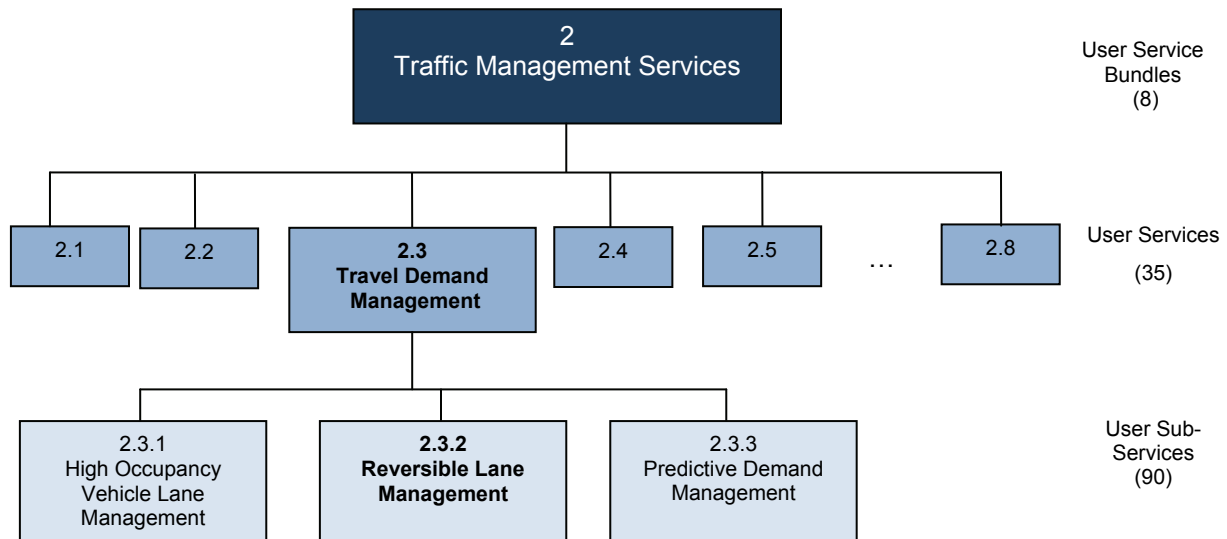 2
Traffic Management Services
User Service
Bundles
(8)
2.1
2.2
2.3
Travel Demand
Management
2.4
2.5
...
2.8
User Services
(35)
2.3.1
High Occupancy
Vehicle Lane
Management
2.3.2
Reversible Lane
Management
2.3.3
Predictive Demand
Management
User Sub-
Services
(90)